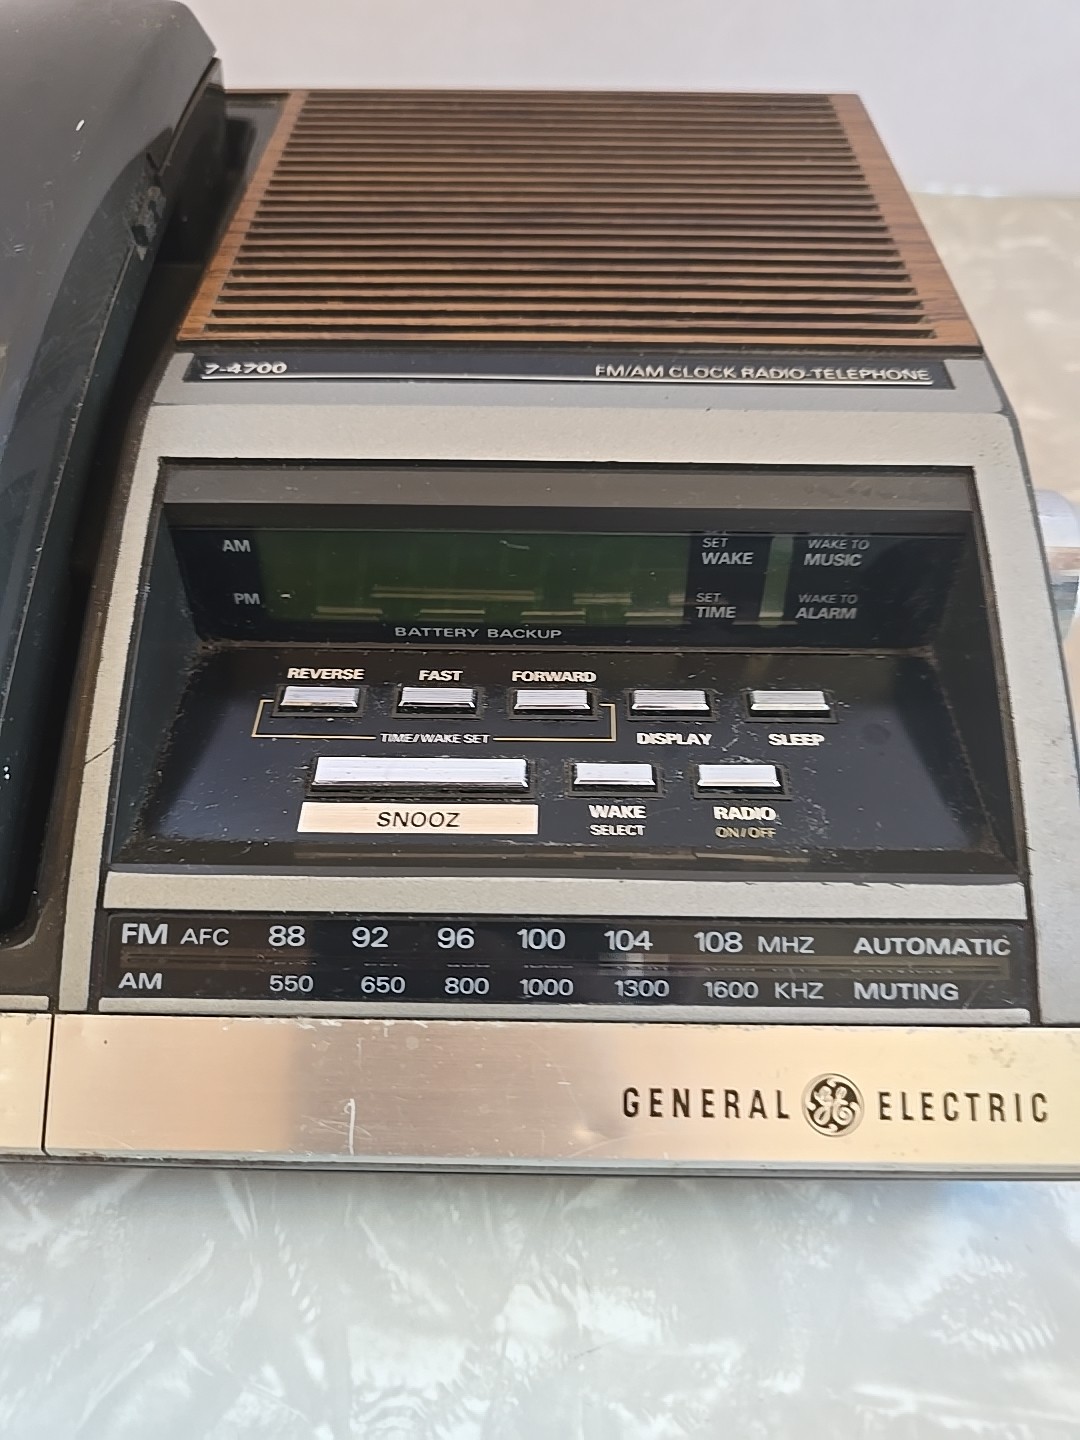 7-4700 FM/AM CLOCK RADIO-TELEPHONE
AM SET WAKE WAKE TO MUSIC
PM SET TIME WAKE TO ALARM
BATTERY BACKUP
REVERSE FAST FORWARD
TIME/WAKE SET DISPLAY SLEEP
SNOOZ WAKE SELECT RADIO ON/OFF
FM AFC 88 92 96 100 104 108 MHZ AUTOMATIC
AM 550 650 800 1000 1300 1600 KHZ MUTING
GENERAL GE ELECTRIC